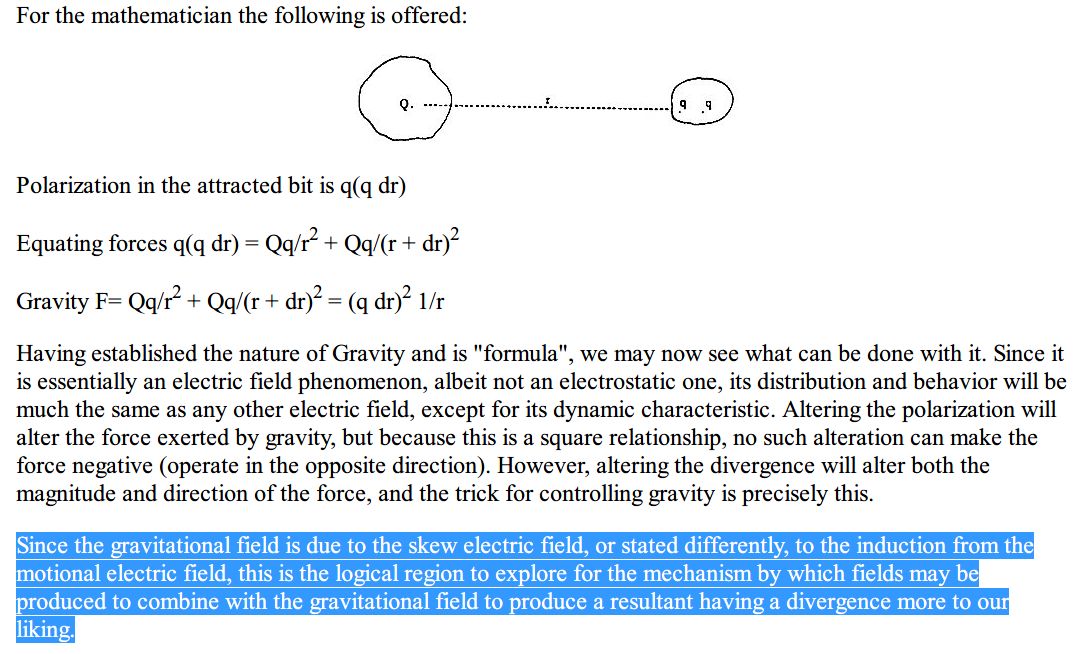 For the mathematician the following is offered:
Q. r q q
Polarization in the attracted bit is q(q dr)
Equating forces q(q dr) = Qq/r² + Qq/(r + dr)²
Gravity F= Qq/r² + Qq/(r + dr)² = (q dr)² 1/r
Having established the nature of Gravity and is "formula", we may now see what can be done with it. Since it
is essentially an electric field phenomenon, albeit not an electrostatic one, its distribution and behavior will be
much the same as any other electric field, except for its dynamic characteristic. Altering the polarization will
alter the force exerted by gravity, but because this is a square relationship, no such alteration can make the
force negative (operate in the opposite direction). However, altering the divergence will alter both the
magnitude and direction of the force, and the trick for controlling gravity is precisely this.
Since the gravitational field is due to the skew electric field, or stated differently, to the induction from the
motional electric field, this is the logical region to explore for the mechanism by which fields may be
produced to combine with the gravitational field to produce a resultant having a divergence more to our
liking.